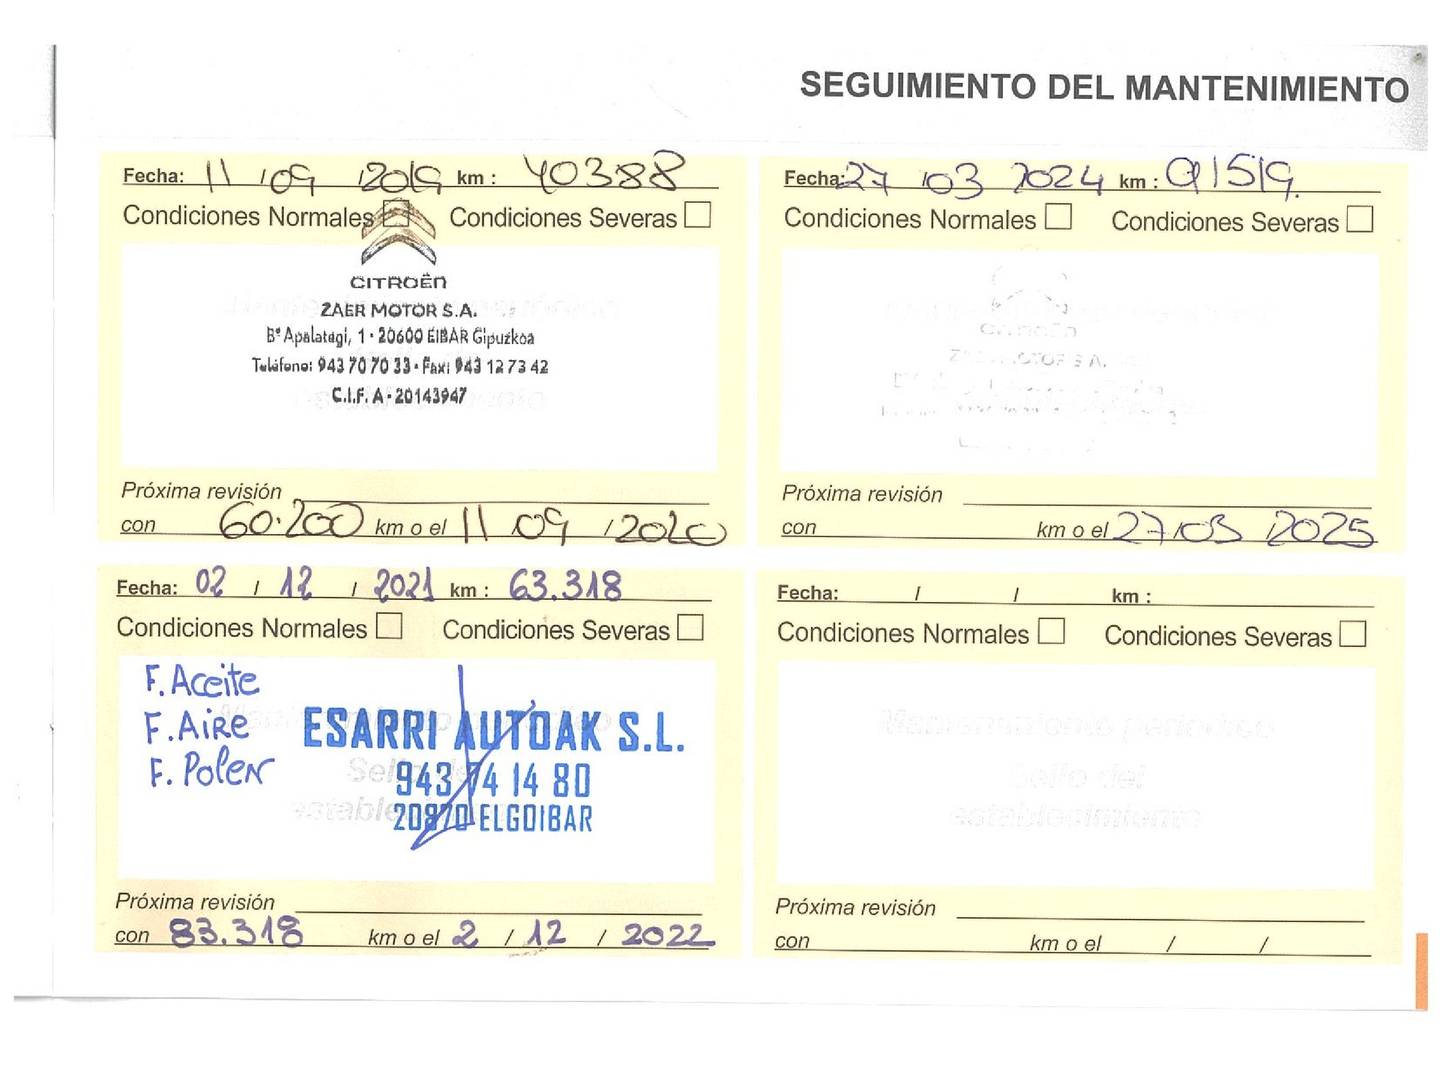 SEGUIMIENTO DEL MANTENIMIENTO
Fecha: 11 / 09 / 2019 km : 40388
Condiciones Normales Condiciones Severas
CITROËN
ZAER MOTOR S.A.
Bº Apalategi, 1 - 20600 EIBAR Gipuzkoa
Teléfono: 943 70 70 33 - Fax: 943 12 73 42
C.I.F. A - 20143947
Próxima revisión
con 60.200 km o el 11 09 / 2020
Fecha: 27 / 03 2024 km : 91519.
Condiciones Normales Condiciones Severas
CITROËN
Próxima revisión
con km o el 27 / 03 / 2025
Fecha: 02 / 12 / 2021 km : 63.318
Condiciones Normales Condiciones Severas
F. Aceite
F. AiRe
F. Polen
ESARRI AUTOAK S.L.
943 74 14 80
20870 ELGOIBAR
Sello de
Próxima revisión
con 83.318 km o el 2 / 12 / 2022
Fecha: / / km :
Condiciones Normales Condiciones Severas
Mantenimiento periódico
Sello del
establecimiento
Próxima revisión
con km o el / /